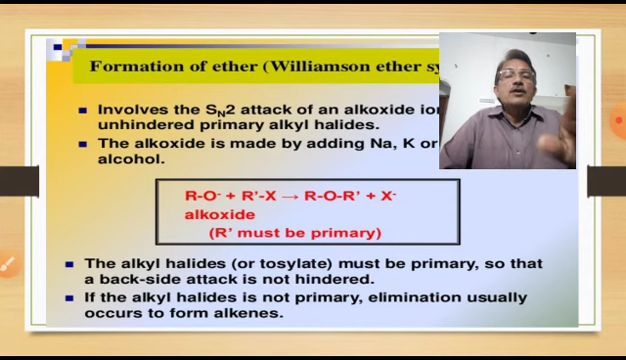 Formation of ether (Williamson ether sy
Involves the SN2 attack of an alkoxide ion
unhindered primary alkyl halides.
The alkoxide is made by adding Na, K or
alcohol.
R-O- + R’-X → R-O-R’ + X-
alkoxide
(R’ must be primary)
The alkyl halides (or tosylate) must be primary, so that
a back-side attack is not hindered.
If the alkyl halides is not primary, elimination usually
occurs to form alkenes.